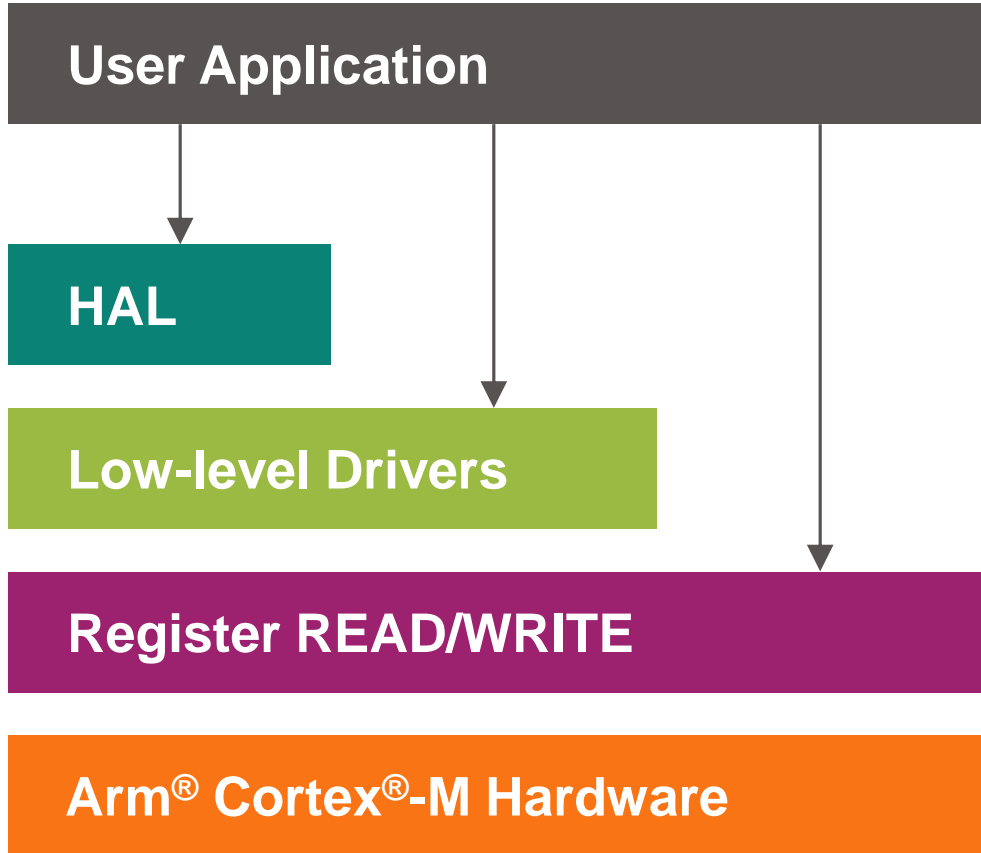 User Application
HAL
Low-level Drivers
Register READ/WRITE
Arm® Cortex®-M Hardware